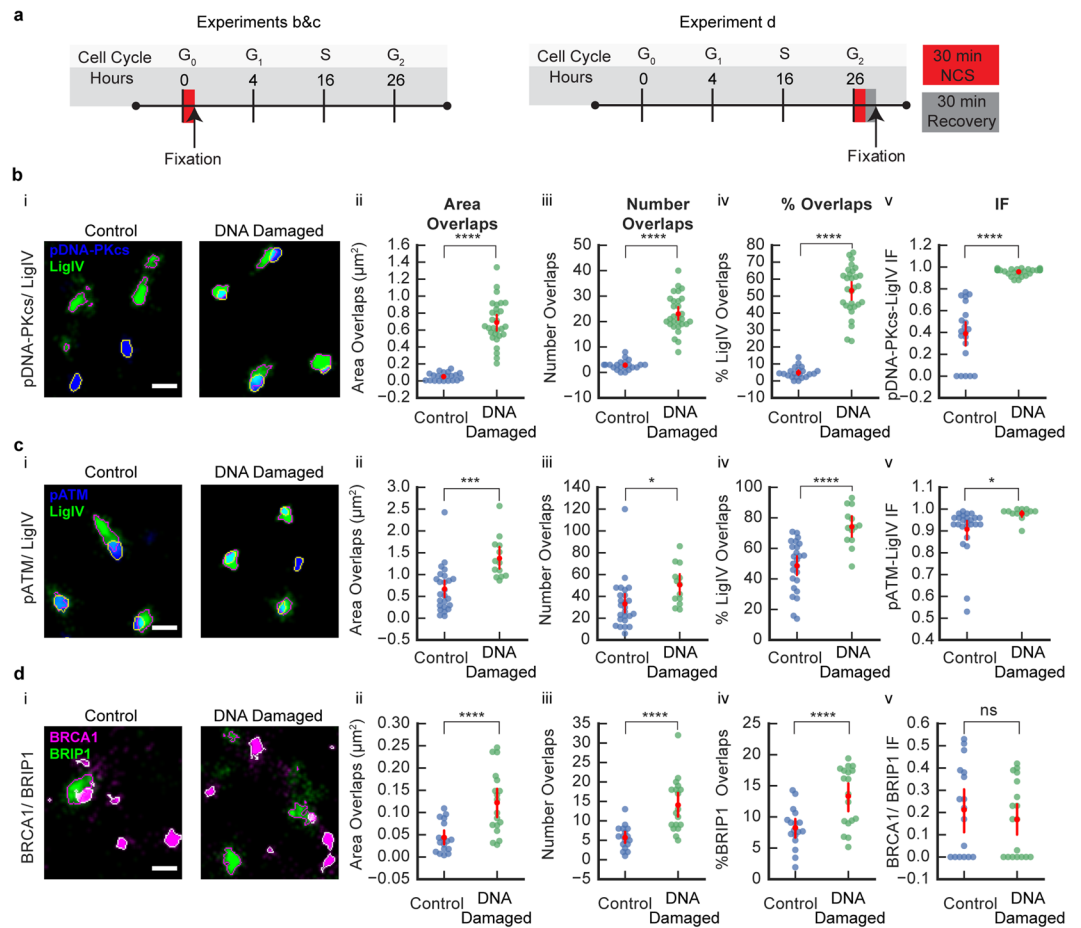 a
Experiments b&c
Experiment d
Cell Cycle G0 G1 S G2
Hours 0 4 16 26
Fixation
Cell Cycle G0 G1 S G2
Hours 0 4 16 26
Fixation
30 min
NCS
30 min
Recovery
b
i
Control
DNA Damaged
pDNA-PKcs/ LigIV
pDNA-PKcs
LigIV
ii
Area
Overlaps
****
Area Overlaps (μm²)
1.6
1.4
1.2
1.0
0.8
0.6
0.4
0.2
0.0
−0.2
Control
DNA
Damaged
iii
Number
Overlaps
****
Number Overlaps
50
40
30
20
10
0
−10
Control
DNA
Damaged
iv
% Overlaps
****
% LigIV Overlaps
80
70
60
50
40
30
20
10
0
−10
Control
DNA
Damaged
v
IF
****
pDNA-PKcs-LigIV IF
1.2
1.0
0.8
0.6
0.4
0.2
0.0
−0.2
Control
DNA
Damaged
c
i
Control
DNA Damaged
pATM/ LigIV
pATM
LigIV
ii
***
Area Overlaps (μm²)
3.0
2.5
2.0
1.5
1.0
0.5
0.0
−0.5
Control
DNA
Damaged
iii
*
Number Overlaps
140
120
100
80
60
40
20
0
Control
DNA
Damaged
iv
****
% LigIV Overlaps
100
80
60
40
20
0
Control
DNA
Damaged
v
*
pATM-LigIV IF
1.1
1.0
0.9
0.8
0.7
0.6
0.5
0.4
Control
DNA
Damaged
d
i
Control
DNA Damaged
BRCA1/ BRIP1
BRCA1
BRIP1
ii
****
Area Overlaps (μm²)
0.30
0.25
0.20
0.15
0.10
0.05
0.00
−0.05
Control
DNA
Damaged
iii
****
Number Overlaps
35
30
25
20
15
10
5
0
−5
Control
DNA
Damaged
iv
****
%BRIP1 Overlaps
25
20
15
10
5
0
Control
DNA
Damaged
v
ns
BRCA1/ BRIP1 IF
0.6
0.5
0.4
0.3
0.2
0.1
0.0
−0.1
Control
DNA
Damaged